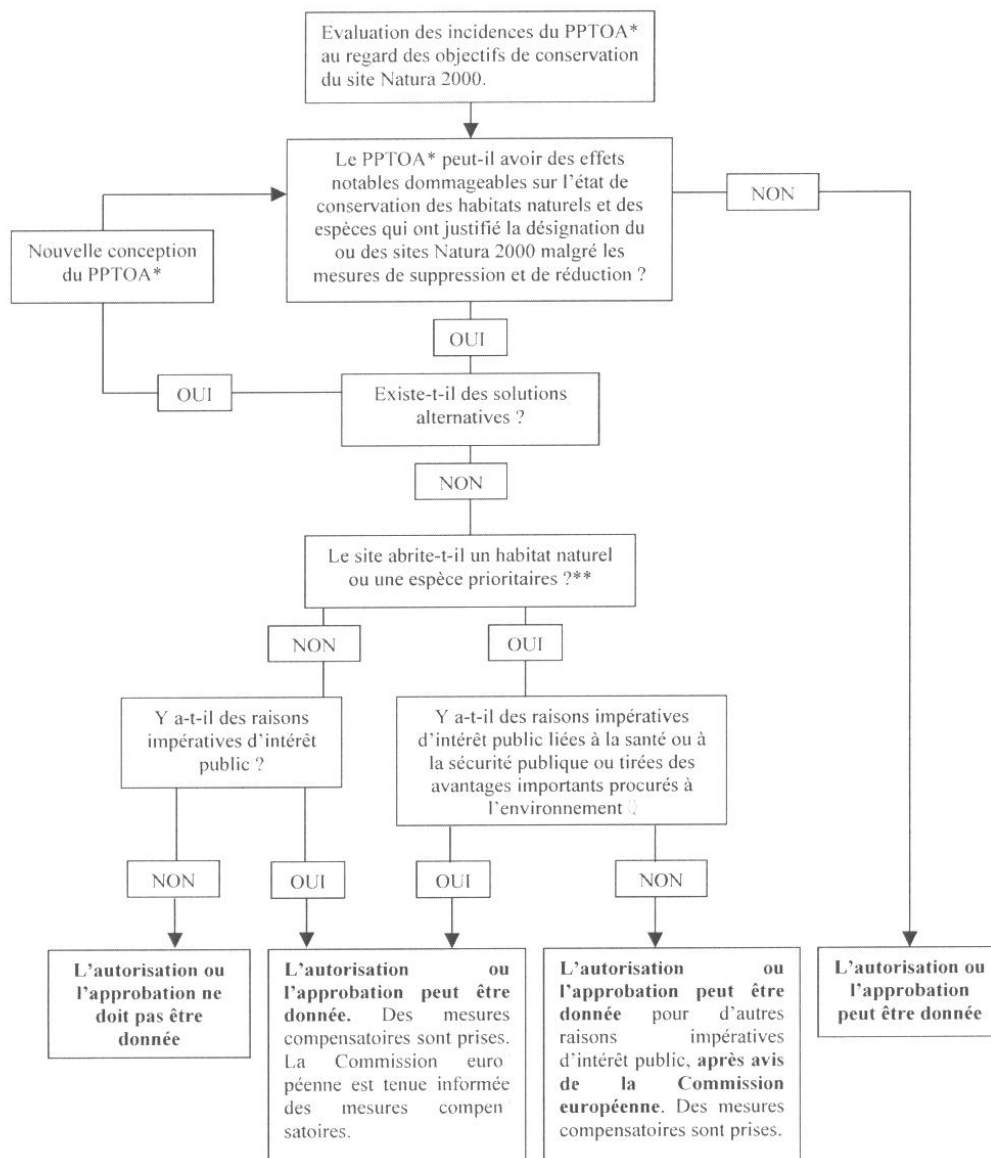 Evaluation des incidences du PPTOA*
au regard des objectifs de conservation
du site Natura 2000.
Le PPTOA* peut-il avoir des effets
notables dommageables sur l'état de
conservation des habitats naturels et des
espèces qui ont justifié la désignation du
ou des sites Natura 2000 malgré les
mesures de suppression et de réduction ?
NON
Nouvelle conception
du PPTOA*
OUI
OUI
Existe-t-il des solutions
alternatives ?
NON
Le site abrite-t-il un habitat naturel
ou une espèce prioritaires ?**
NON
OUI
Y a-t-il des raisons
impératives d'intérêt
public ?
Y a-t-il des raisons impératives
d'intérêt public liées à la santé ou à
la sécurité publique ou tirées des
avantages importants procurés à
l'environnement
NON
OUI
OUI
NON
L'autorisation ou
l'approbation ne
doit pas être
donnée
L'autorisation ou
l'approbation peut être
donnée. Des mesures
compensatoires sont prises.
La Commission euro
péenne est tenue informée
des mesures compen
satoires.
L'autorisation ou
l'approbation peut être
donnée pour d'autres
raisons impératives
d'intérêt public, après avis
de la Commission
européenne. Des mesures
compensatoires sont prises.
L'autorisation ou
l'approbation
peut être donnée